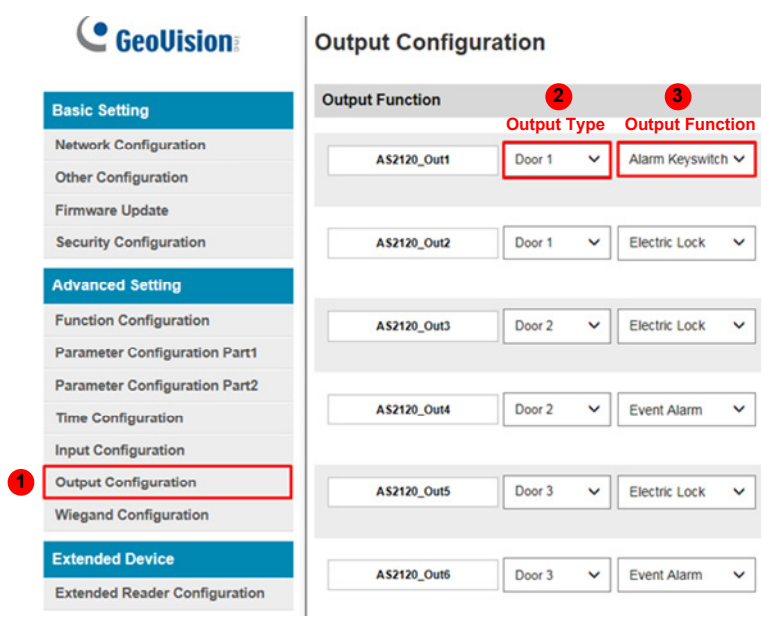 GeoVision
Basic Setting
Network Configuration
Other Configuration
Firmware Update
Security Configuration
Advanced Setting
Function Configuration
Parameter Configuration Part1
Parameter Configuration Part2
Time Configuration
Input Configuration
1
Output Configuration
Wiegand Configuration
Extended Device
Extended Reader Configuration
Output Configuration
Output Function
2
3
Output Type
Output Function
AS2120_Out1 Door 1 Alarm Keyswitch
AS2120_Out2 Door 1 Electric Lock
AS2120_Out3 Door 2 Electric Lock
AS2120_Out4 Door 2 Event Alarm
AS2120_Out5 Door 3 Electric Lock
AS2120_Out6 Door 3 Event Alarm